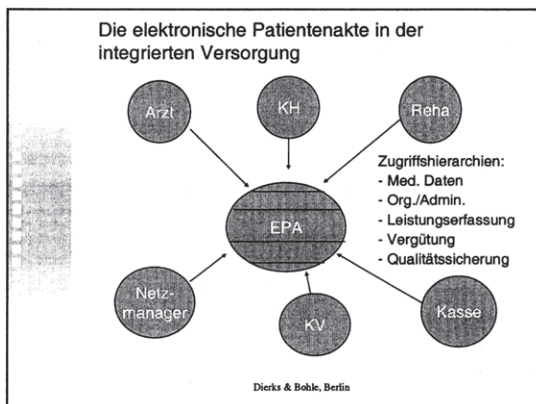 Die elektronische Patientenakte in der
integrierten Versorgung
Arzt
KH
Reha
Zugriffshierarchien:
- Med. Daten
- Org./Admin.
- Leistungserfassung
- Vergütung
- Qualitätssicherung
EPA
Netz-
manager
KV
Kasse
Dierks & Bohle, Berlin